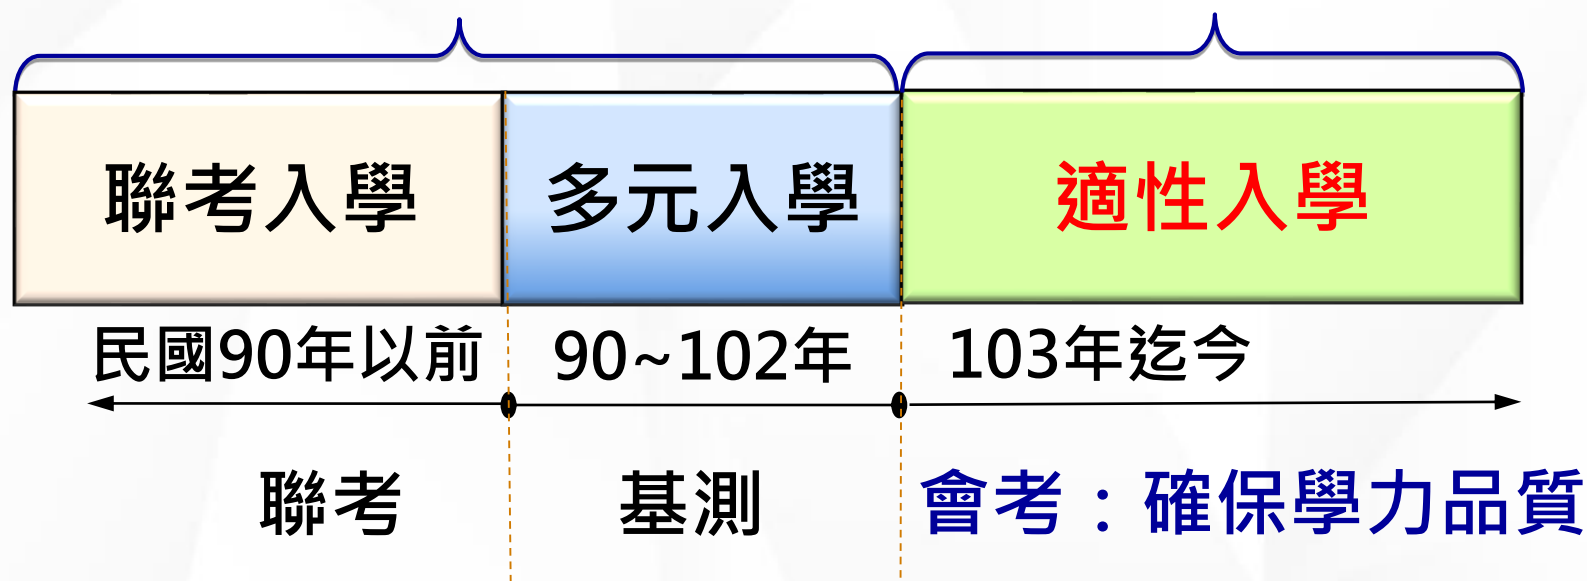 聯考入學 多元入學 適性入學
民國90年以前 90~102年 103年迄今
聯考 基測 會考：確保學力品質